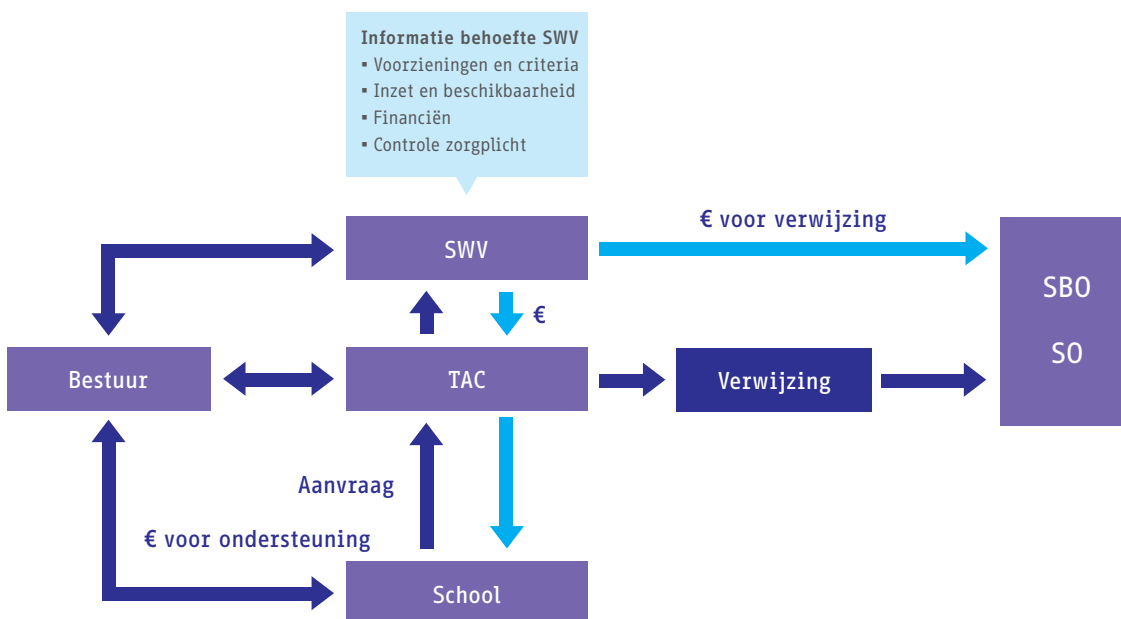 Informatie behoefte SWV
▪ Voorzieningen en criteria
▪ Inzet en beschikbaarheid
▪ Financiën
▪ Controle zorgplicht
€ voor verwijzing
SWV
SBO
€
SO
Bestuur
TAC
Verwijzing
Aanvraag
€ voor ondersteuning
School